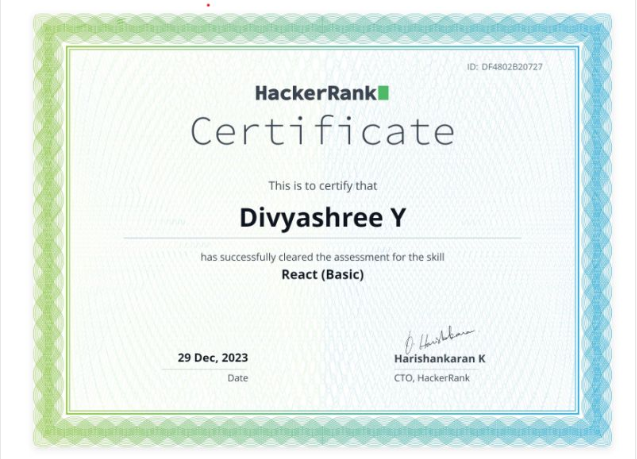 ID: DF4802B20727
HackerRank
Certificate
This is to certify that
Divyashree Y
has successfully cleared the assessment for the skill
React (Basic)
29 Dec, 2023
Date
Harishankaran K
CTO, HackerRank